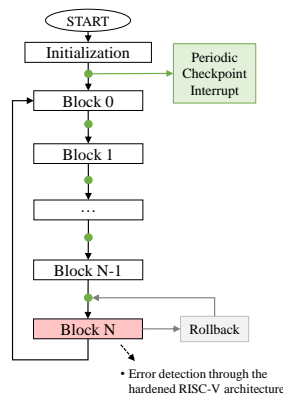 START
Initialization
Periodic
Checkpoint
Interrupt
Block 0
Block 1
...
Block N-1
Block N
Rollback
• Error detection through the
hardened RISC-V architecture